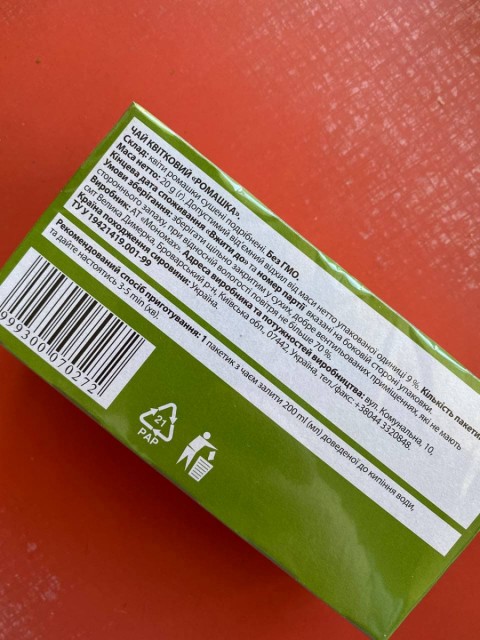 ЧАЙ КВІТКОВИЙ «РОМАШКА».
Склад: квіти ромашки сушені подрібнені. Без ГМО.
Маса нетто: 20 g (г). Допустимий від'ємний відхил від маси нетто упакованої одиниці 9 %. Кількість
Кінцева дата споживання «Вжити до» та номер партії вказані на боковій стороні упаковки.
Умови зберігання: зберігати щільно закритим у сухих, добре вентильованих приміщеннях, які не мають
стороннього запаху, при відносній вологості повітря не більше 70 %.
Виробник: АТ «Мономах». Адреса виробника та потужностей виробництва: вул. Комунальна, 10,
смт Велика Димерка, Броварський р-н, Київська обл., 07442, Україна, тел./факс: +38044 3320848.
Країна походження сировини: Україна.
ТУ У 19421419.001-99
Рекомендований спосіб приготування: 1 пакетик з чаєм залити 200 ml (мл) доведеної до кипіння води,
та дайте настоятись 3-5 min (хв).
21
PAP